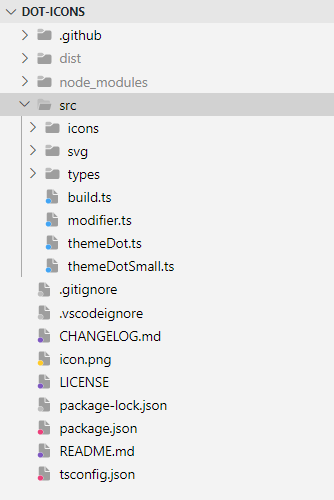 DOT-ICONS
.github
dist
node_modules
src
icons
svg
types
build.ts
modifier.ts
themeDot.ts
themeDotSmall.ts
.gitignore
.vscodeignore
CHANGELOG.md
icon.png
LICENSE
package-lock.json
package.json
README.md
tsconfig.json